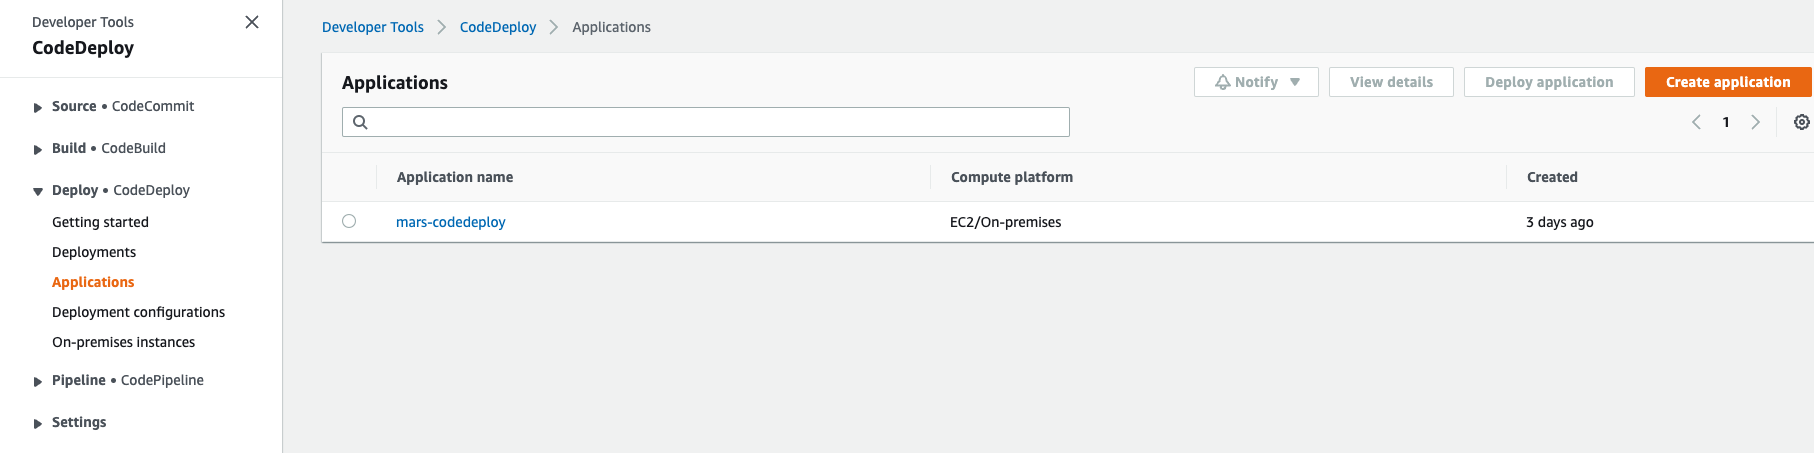 Developer Tools
CodeDeploy
Source • CodeCommit
Build • CodeBuild
Deploy • CodeDeploy
Getting started
Deployments
Applications
Deployment configurations
On-premises instances
Pipeline • CodePipeline
Settings
Developer Tools CodeDeploy Applications
Applications
Notify View details Deploy application Create application
1
Application name Compute platform Created
mars-codedeploy EC2/On-premises 3 days ago